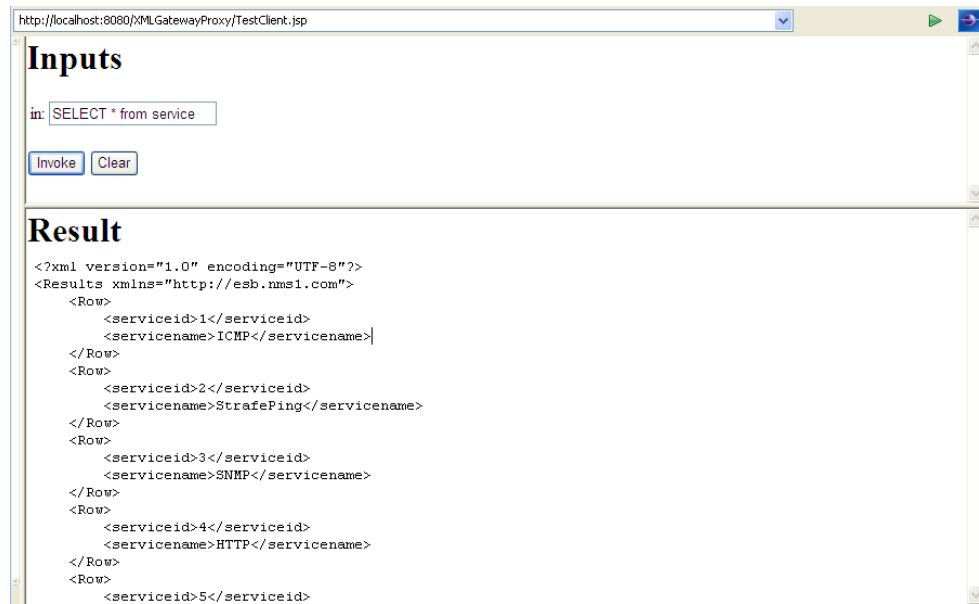 http://localhost:8080/XMLGatewayProxy/TestClient.jsp
Inputs
in: SELECT * from service
Invoke Clear
Result
<?xml version="1.0" encoding="UTF-8"?>
<Results xmlns="http://esb.nms1.com">
<Row>
<serviceid>1</serviceid>
<servicename>ICMP</servicename>
</Row>
<Row>
<serviceid>2</serviceid>
<servicename>StrafePing</servicename>
</Row>
<Row>
<serviceid>3</serviceid>
<servicename>SNMP</servicename>
</Row>
<Row>
<serviceid>4</serviceid>
<servicename>HTTP</servicename>
</Row>
<Row>
<serviceid>5</serviceid>